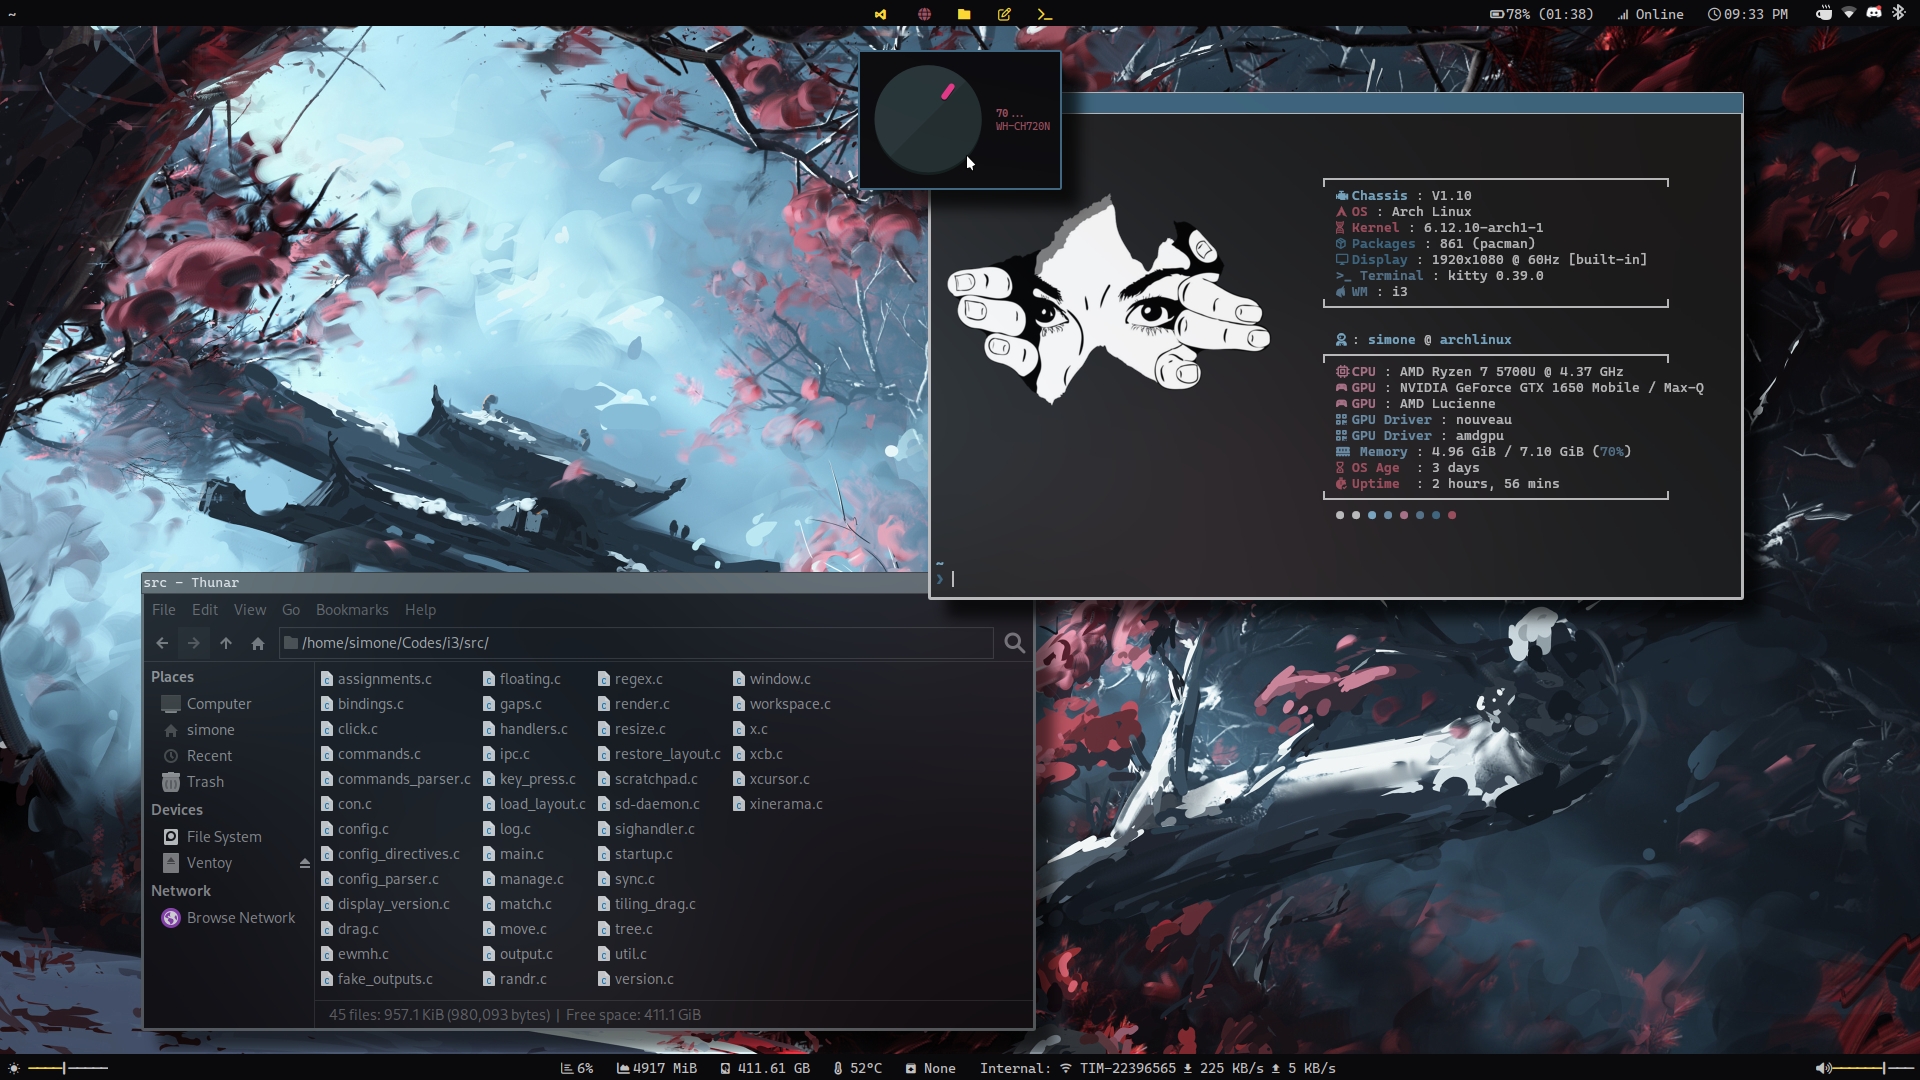 ~
78% (01:38) Online 09:33 PM
70 ...
WH-CH720N
Chassis : V1.10
OS : Arch Linux
Kernel : 6.12.10-arch1-1
Packages : 861 (pacman)
Display : 1920x1080 @ 60Hz [built-in]
>_ Terminal : kitty 0.39.0
WM : i3
: simone @ archlinux
CPU : AMD Ryzen 7 5700U @ 4.37 GHz
GPU : NVIDIA GeForce GTX 1650 Mobile / Max-Q
GPU : AMD Lucienne
GPU Driver : nouveau
GPU Driver : amdgpu
Memory : 4.96 GiB / 7.10 GiB (70%)
OS Age : 3 days
Uptime : 2 hours, 56 mins
~
❯
src - Thunar
File Edit View Go Bookmarks Help
/home/simone/Codes/i3/src/
Places
Computer
simone
Recent
Trash
Devices
File System
Ventoy
Network
Browse Network
assignments.c
bindings.c
click.c
commands.c
commands_parser.c
con.c
config.c
config_directives.c
config_parser.c
display_version.c
drag.c
ewmh.c
fake_outputs.c
floating.c
gaps.c
handlers.c
ipc.c
key_press.c
load_layout.c
log.c
main.c
manage.c
match.c
move.c
output.c
randr.c
regex.c
render.c
resize.c
restore_layout.c
scratchpad.c
sd-daemon.c
sighandler.c
startup.c
sync.c
tiling_drag.c
tree.c
util.c
version.c
window.c
workspace.c
x.c
xcb.c
xcursor.c
xinerama.c
45 files: 957.1 KiB (980,093 bytes) | Free space: 411.1 GiB
6% 4917 MiB 411.61 GB 52°C None Internal: TIM-22396565 225 KB/s 5 KB/s